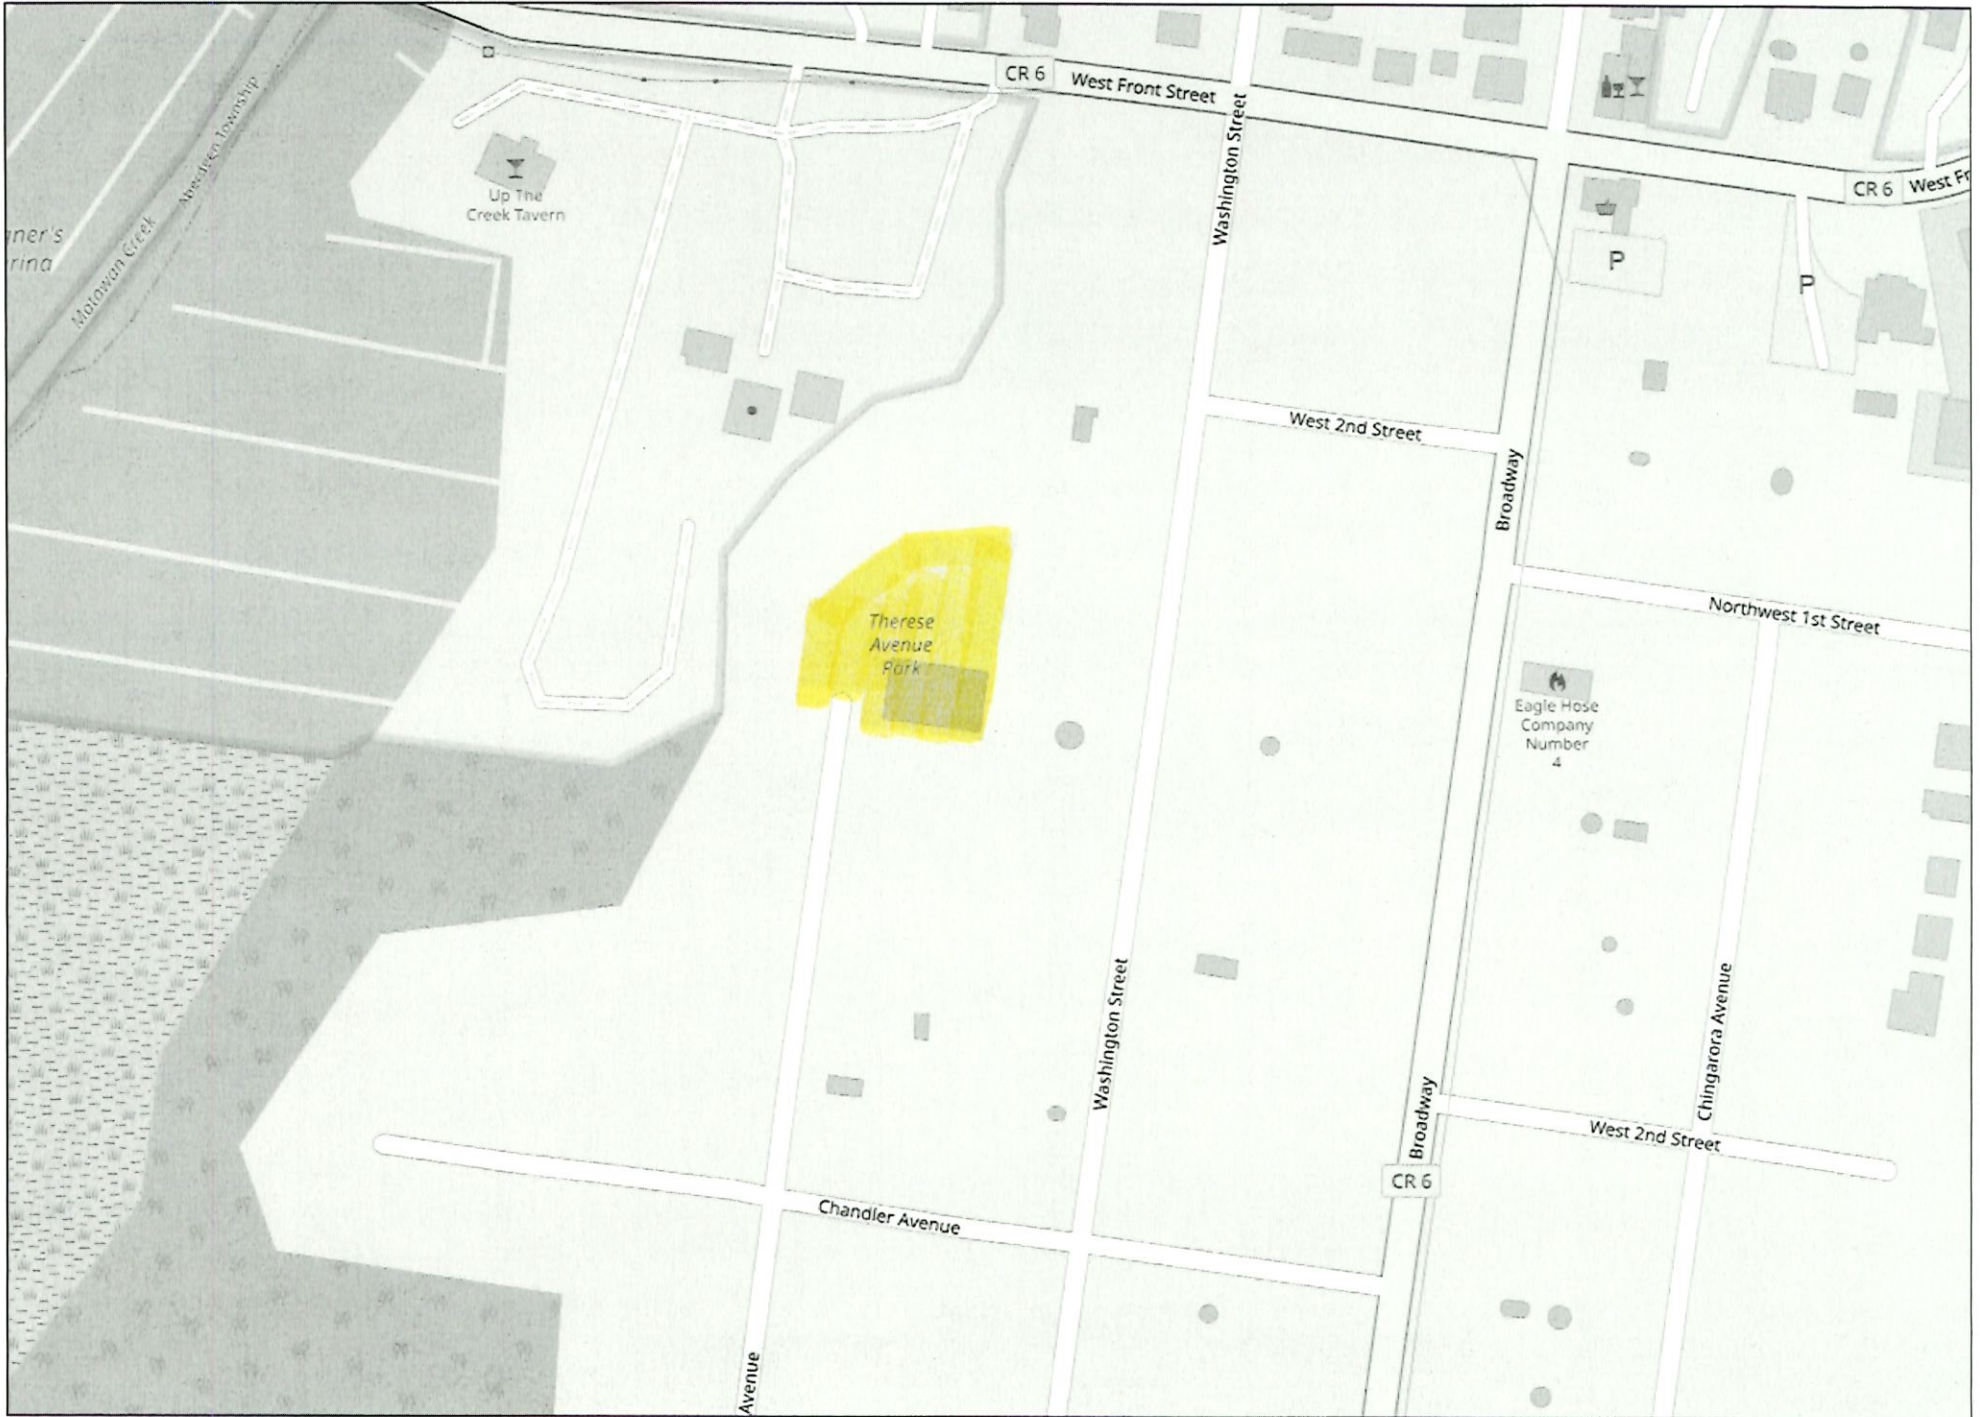 CR 6
West Front Street
Washington Street
Aberdeen Township
CR 6
West Fr
Up The
Creek Tavern
gner's
rina
Matawan Creek
P
P
West 2nd Street
Broadway
Therese
Avenue
Park
Northwest 1st Street
Eagle Hose
Company
Number
4
Washington Street
Chingarora Avenue
Broadway
West 2nd Street
CR 6
Chandler Avenue
Avenue